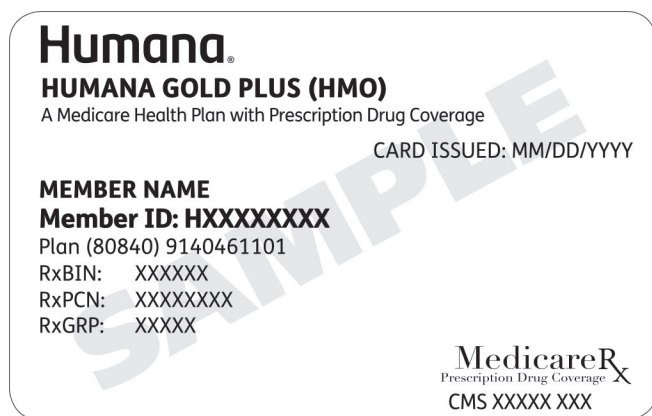 Humana®
HUMANA GOLD PLUS (HMO)
A Medicare Health Plan with Prescription Drug Coverage
CARD ISSUED: MM/DD/YYYY
SAMPLE
MEMBER NAME
Member ID: HXXXXXXXX
Plan (80840) 9140461101
RxBIN: XXXXXX
RxPCN: XXXXXXXX
RxGRP: XXXXX
MedicareRx
Prescription Drug Coverage
CMS XXXXX XXX